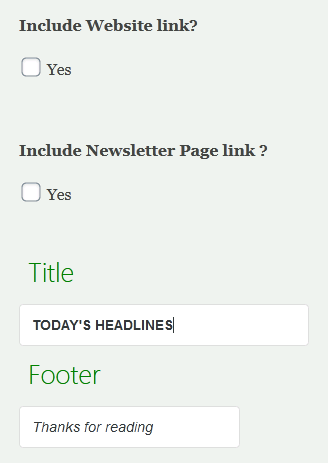 Include Website link?
Yes
Include Newsletter Page link ?
Yes
Title
TODAY'S HEADLINES
Footer
Thanks for reading